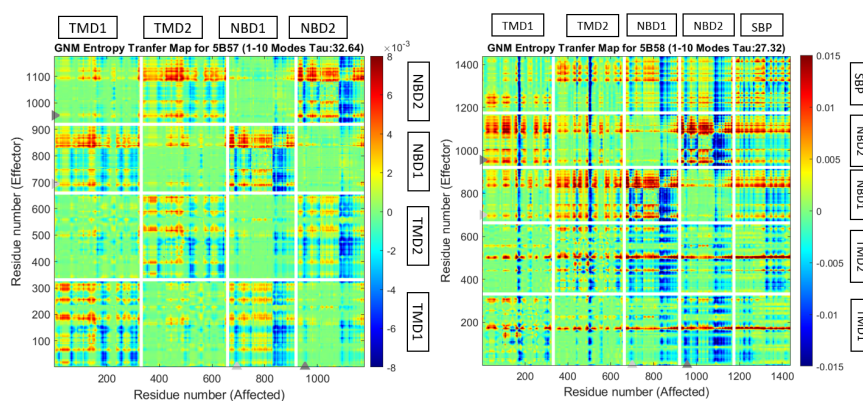 TMD1 TMD2 NBD1 NBD2
GNM Entropy Tranfer Map for 5B57 (1-10 Modes Tau:32.64)
×10⁻³
Residue number (Effector)
1100
1000
900
800
700
600
500
400
300
200
100
200 400 600 800 1000
Residue number (Affected)
8
6
4
2
0
-2
-4
-6
-8
NBD2
NBD1
TMD2
TMD1
TMD1 TMD2 NBD1 NBD2 SBP
GNM Entropy Tranfer Map for 5B58 (1-10 Modes Tau:27.32)
Residue number (Effector)
1400
1200
1000
800
600
400
200
200 400 600 800 1000 1200 1400
Residue number (Affected)
0.015
0.01
0.005
0
-0.005
-0.01
-0.015
SBP
NBD2
NBD1
TMD2
TMD1